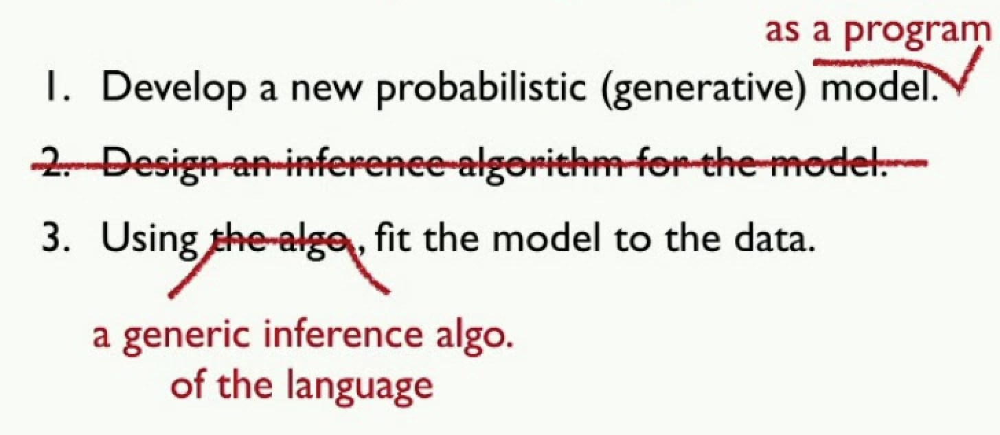 as a program
1. Develop a new probabilistic (generative) model.
2. Design an inference algorithm for the model.
3. Using the algo, fit the model to the data.
a generic inference algo.
of the language